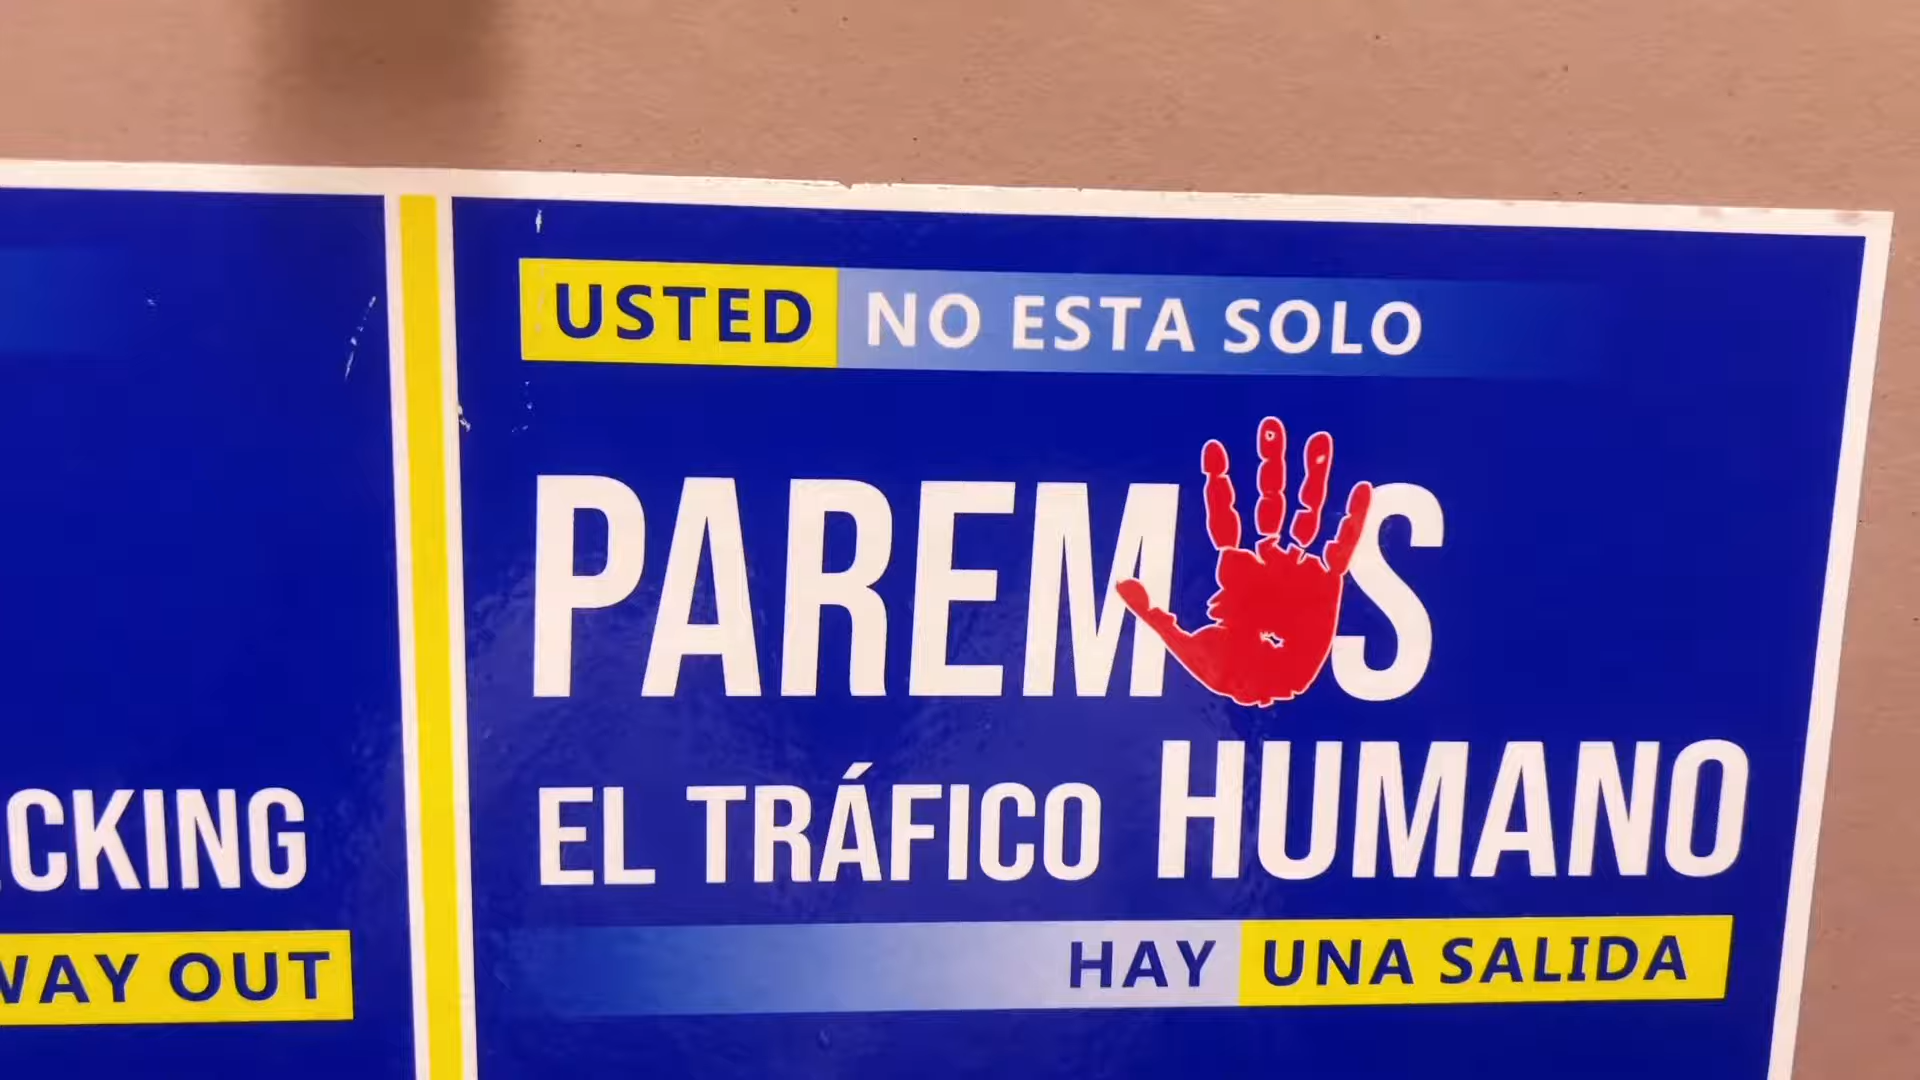 USTED NO ESTA SOLO
PAREMOS
EL TRÁFICO HUMANO
HAY UNA SALIDA
CKING
WAY OUT